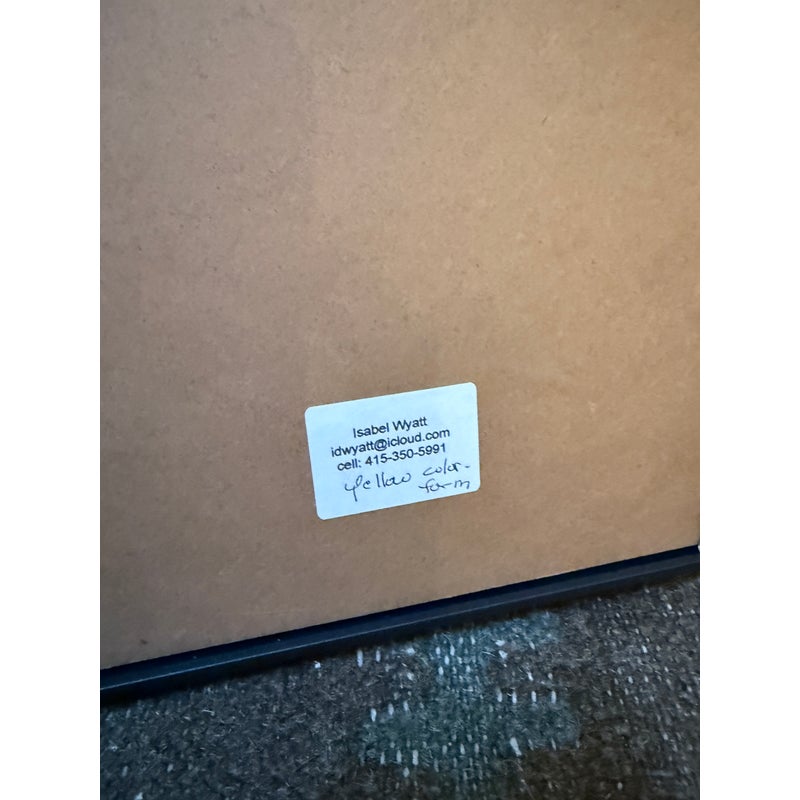 Isabel Wyatt
idwyatt@icloud.com
cell: 415-350-5991
yellow color-
form